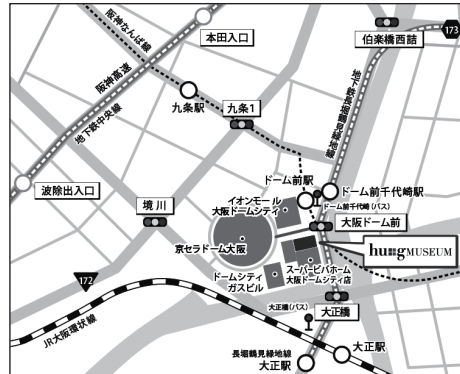 阪神なんば線
本田入口
伯楽橋西詰
173
阪神高速
地下鉄中央線
九条駅
九条1
地下鉄長堀鶴見緑地線
波除出入口
境川
ドーム前駅
ドーム前千代崎駅
ドーム前千代崎(バス)
イオンモール
大阪ドームシティ
大阪ドーム前
京セラドーム大阪
hu+gMUSEUM
172
ドームシティ
ガスビル
スーパービバホーム
大阪ドームシティ店
大正橋(バス)
大正橋
JR大阪環状線
長堀鶴見緑地線
大正駅
大正駅